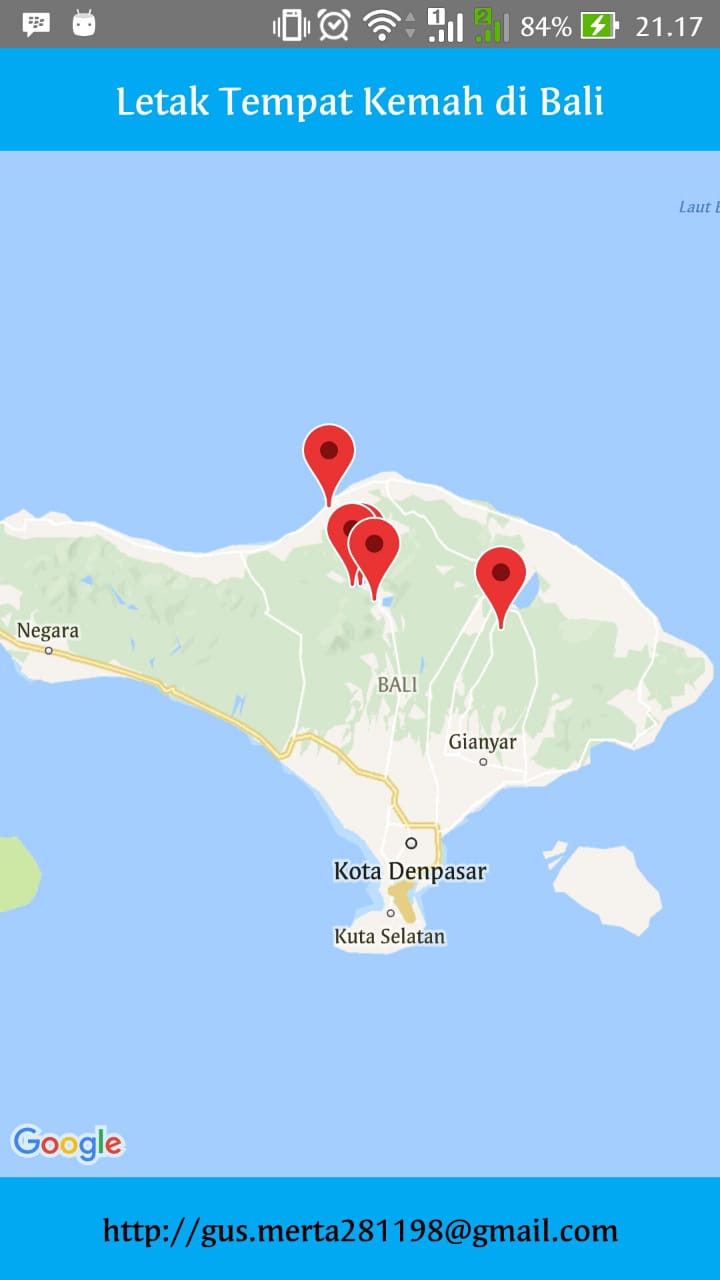 1 2 84% 21.17
Letak Tempat Kemah di Bali
Laut
Negara
BALI
Gianyar
Kota Denpasar
Kuta Selatan
Google
http://gus.merta281198@gmail.com